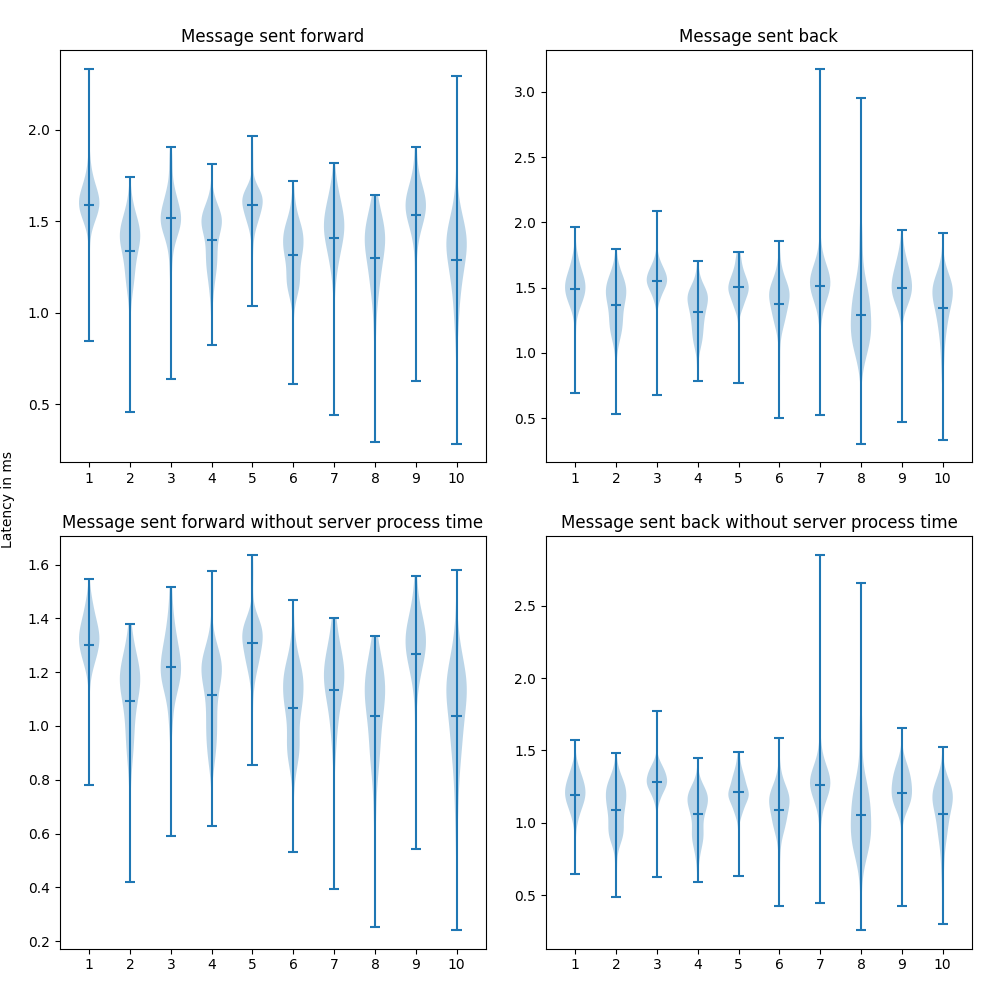 Message sent forward
2.0
1.5
1.0
0.5
1 2 3 4 5 6 7 8 9 10
Message sent back
3.0
2.5
2.0
1.5
1.0
0.5
1 2 3 4 5 6 7 8 9 10
Latency in ms
Message sent forward without server process time
1.6
1.4
1.2
1.0
0.8
0.6
0.4
0.2
1 2 3 4 5 6 7 8 9 10
Message sent back without server process time
2.5
2.0
1.5
1.0
0.5
1 2 3 4 5 6 7 8 9 10